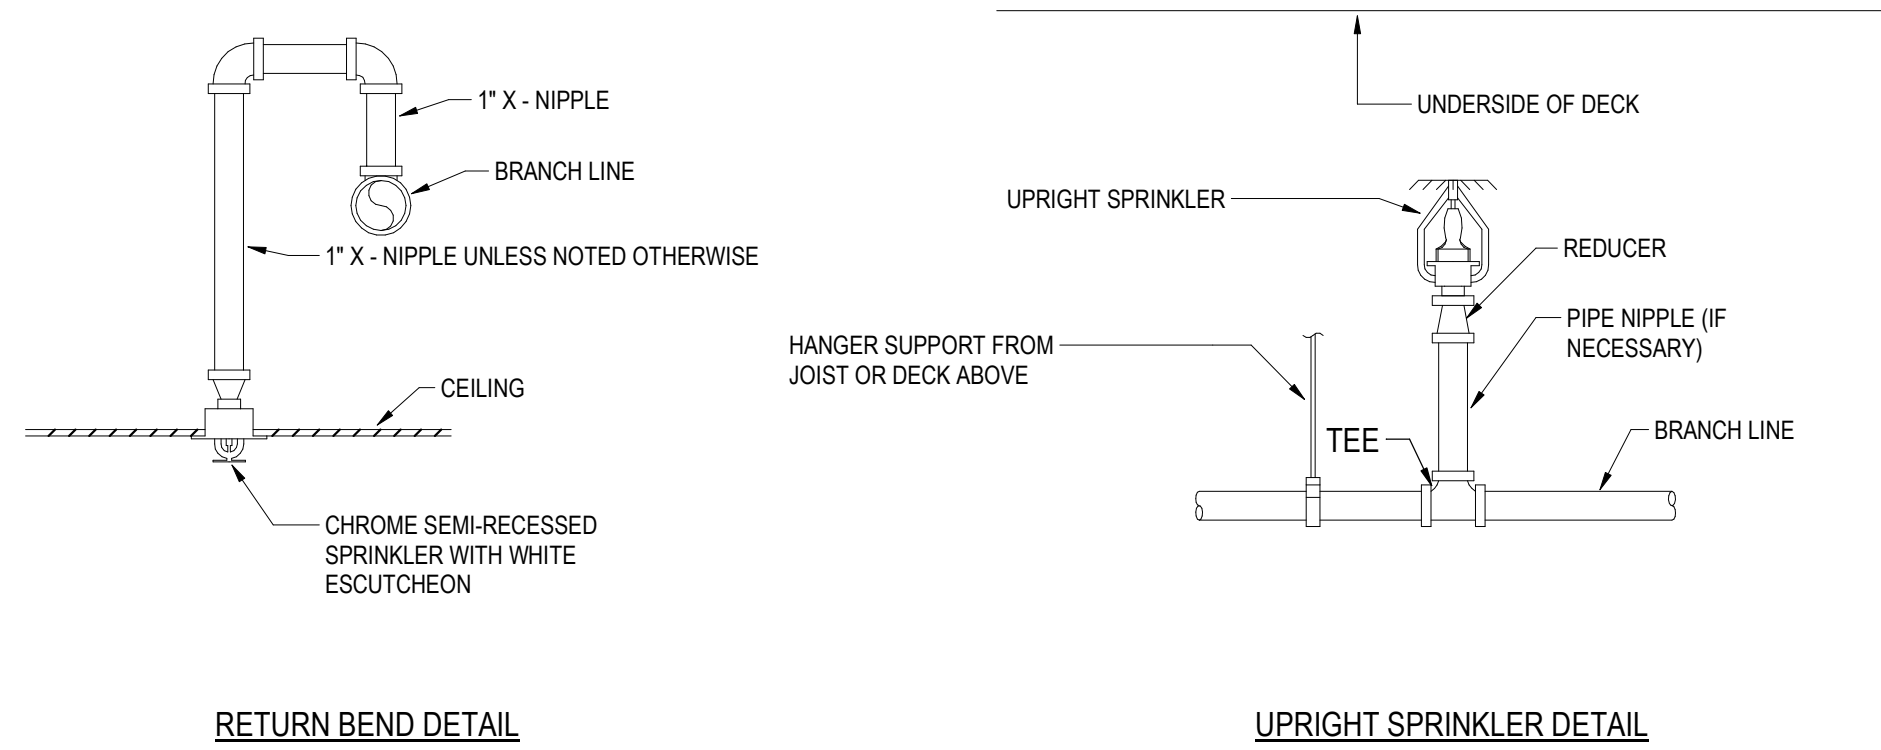 1" X - NIPPLE
BRANCH LINE
1" X - NIPPLE UNLESS NOTED OTHERWISE
CEILING
CHROME SEMI-RECESSED
SPRINKLER WITH WHITE
ESCUTCHEON
RETURN BEND DETAIL
UNDERSIDE OF DECK
UPRIGHT SPRINKLER
REDUCER
PIPE NIPPLE (IF
NECESSARY)
HANGER SUPPORT FROM
JOIST OR DECK ABOVE
TEE
BRANCH LINE
UPRIGHT SPRINKLER DETAIL